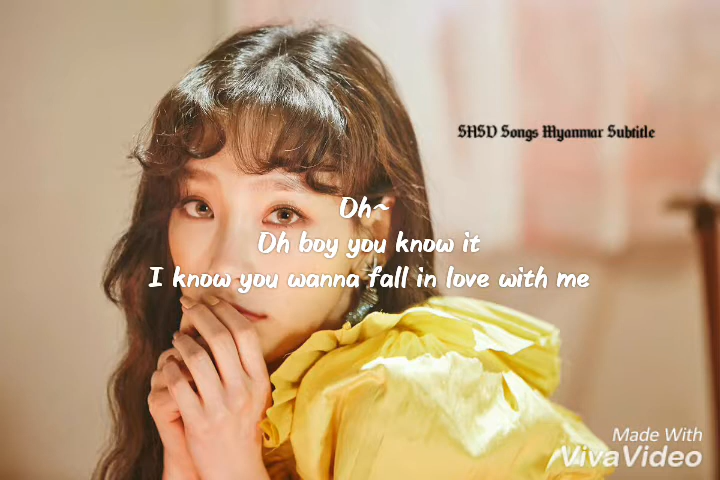 SHSD Songs Myanmar Subtitle
Oh~
Oh boy you know it
I know you wanna fall in love with me
Made With
VivaVideo